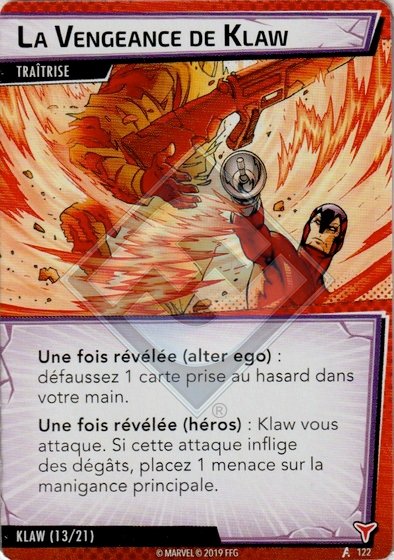 La Vengeance de Klaw
TRAÎTRISE
Une fois révélée (alter ego) :
défaussez 1 carte prise au hasard dans
votre main.
Une fois révélée (héros) : Klaw vous
attaque. Si cette attaque inflige
des dégâts, placez 1 menace sur la
manigance principale.
®
KLAW (13/21)
A 122
© MARVEL © 2019 FFG